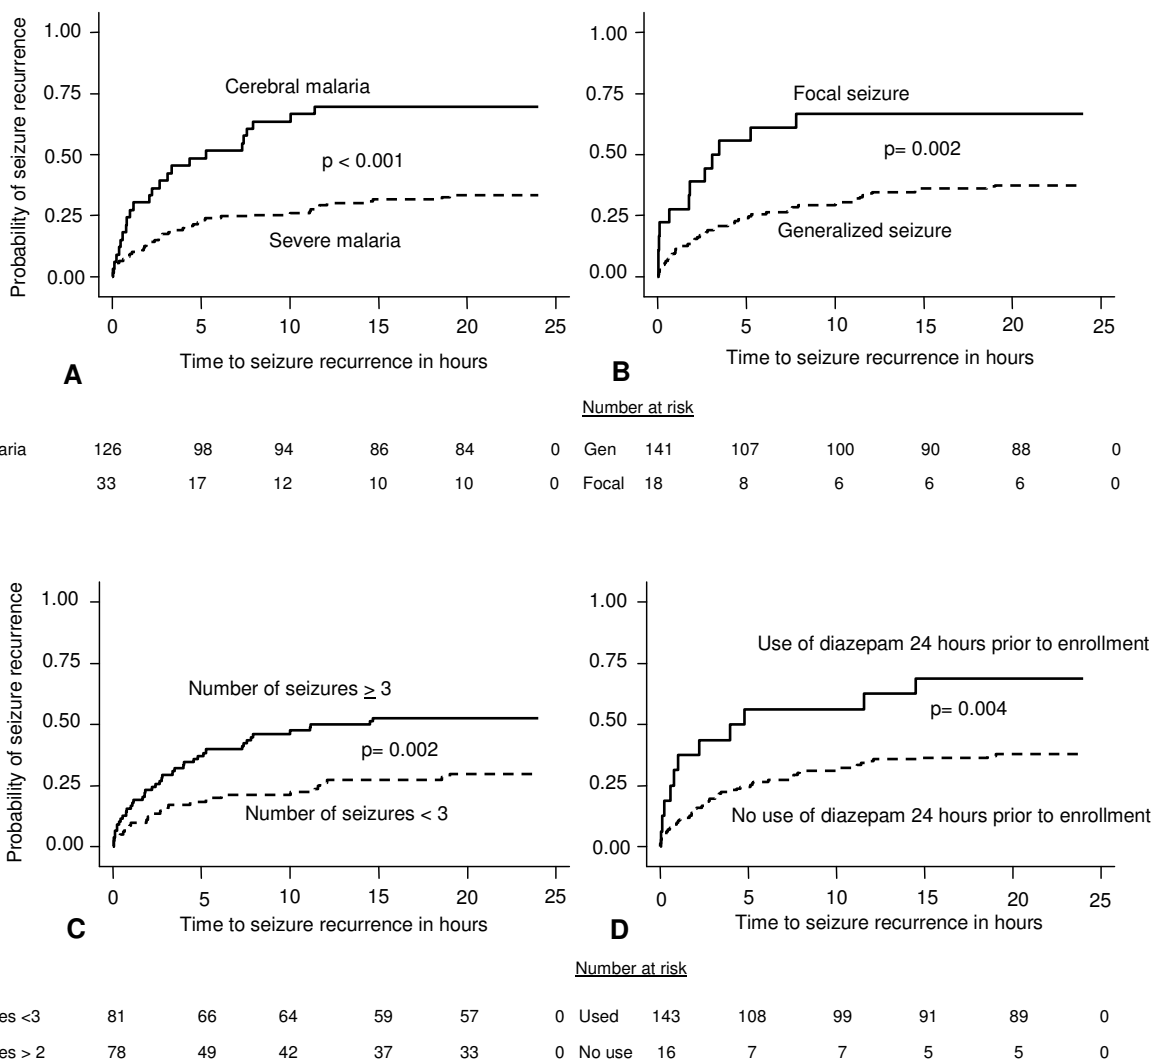 Probability of seizure recurrence
1.00
0.75
0.50
0.25
0.00
Cerebral malaria
p < 0.001
Severe malaria
0 5 10 15 20 25
Time to seizure recurrence in hours
A
1.00
0.75
0.50
0.25
0.00
Focal seizure
p= 0.002
Generalized seizure
0 5 10 15 20 25
Time to seizure recurrence in hours
B
Number at risk
aria 126 98 94 86 84 0
33 17 12 10 10 0
Gen 141 107 100 90 88 0
Focal 18 8 6 6 6 0
Probability of seizure recurrence
1.00
0.75
0.50
0.25
0.00
Number of seizures ≥ 3
p= 0.002
Number of seizures < 3
0 5 10 15 20 25
Time to seizure recurrence in hours
C
1.00
0.75
0.50
0.25
0.00
Use of diazepam 24 hours prior to enrollment
p= 0.004
No use of diazepam 24 hours prior to enrollment
0 5 10 15 20 25
Time to seizure recurrence in hours
D
Number at risk
es <3 81 66 64 59 57 0
es > 2 78 49 42 37 33 0
Used 143 108 99 91 89 0
No use 16 7 7 5 5 0